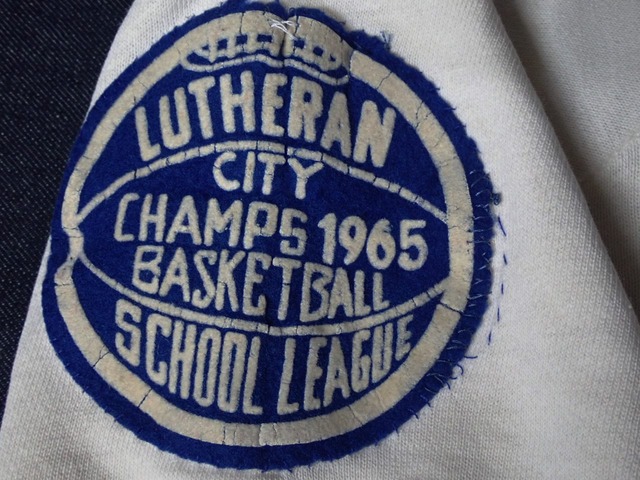 LUTHERAN
CITY
CHAMPS 1965
BASKETBALL
SCHOOL LEAGUE